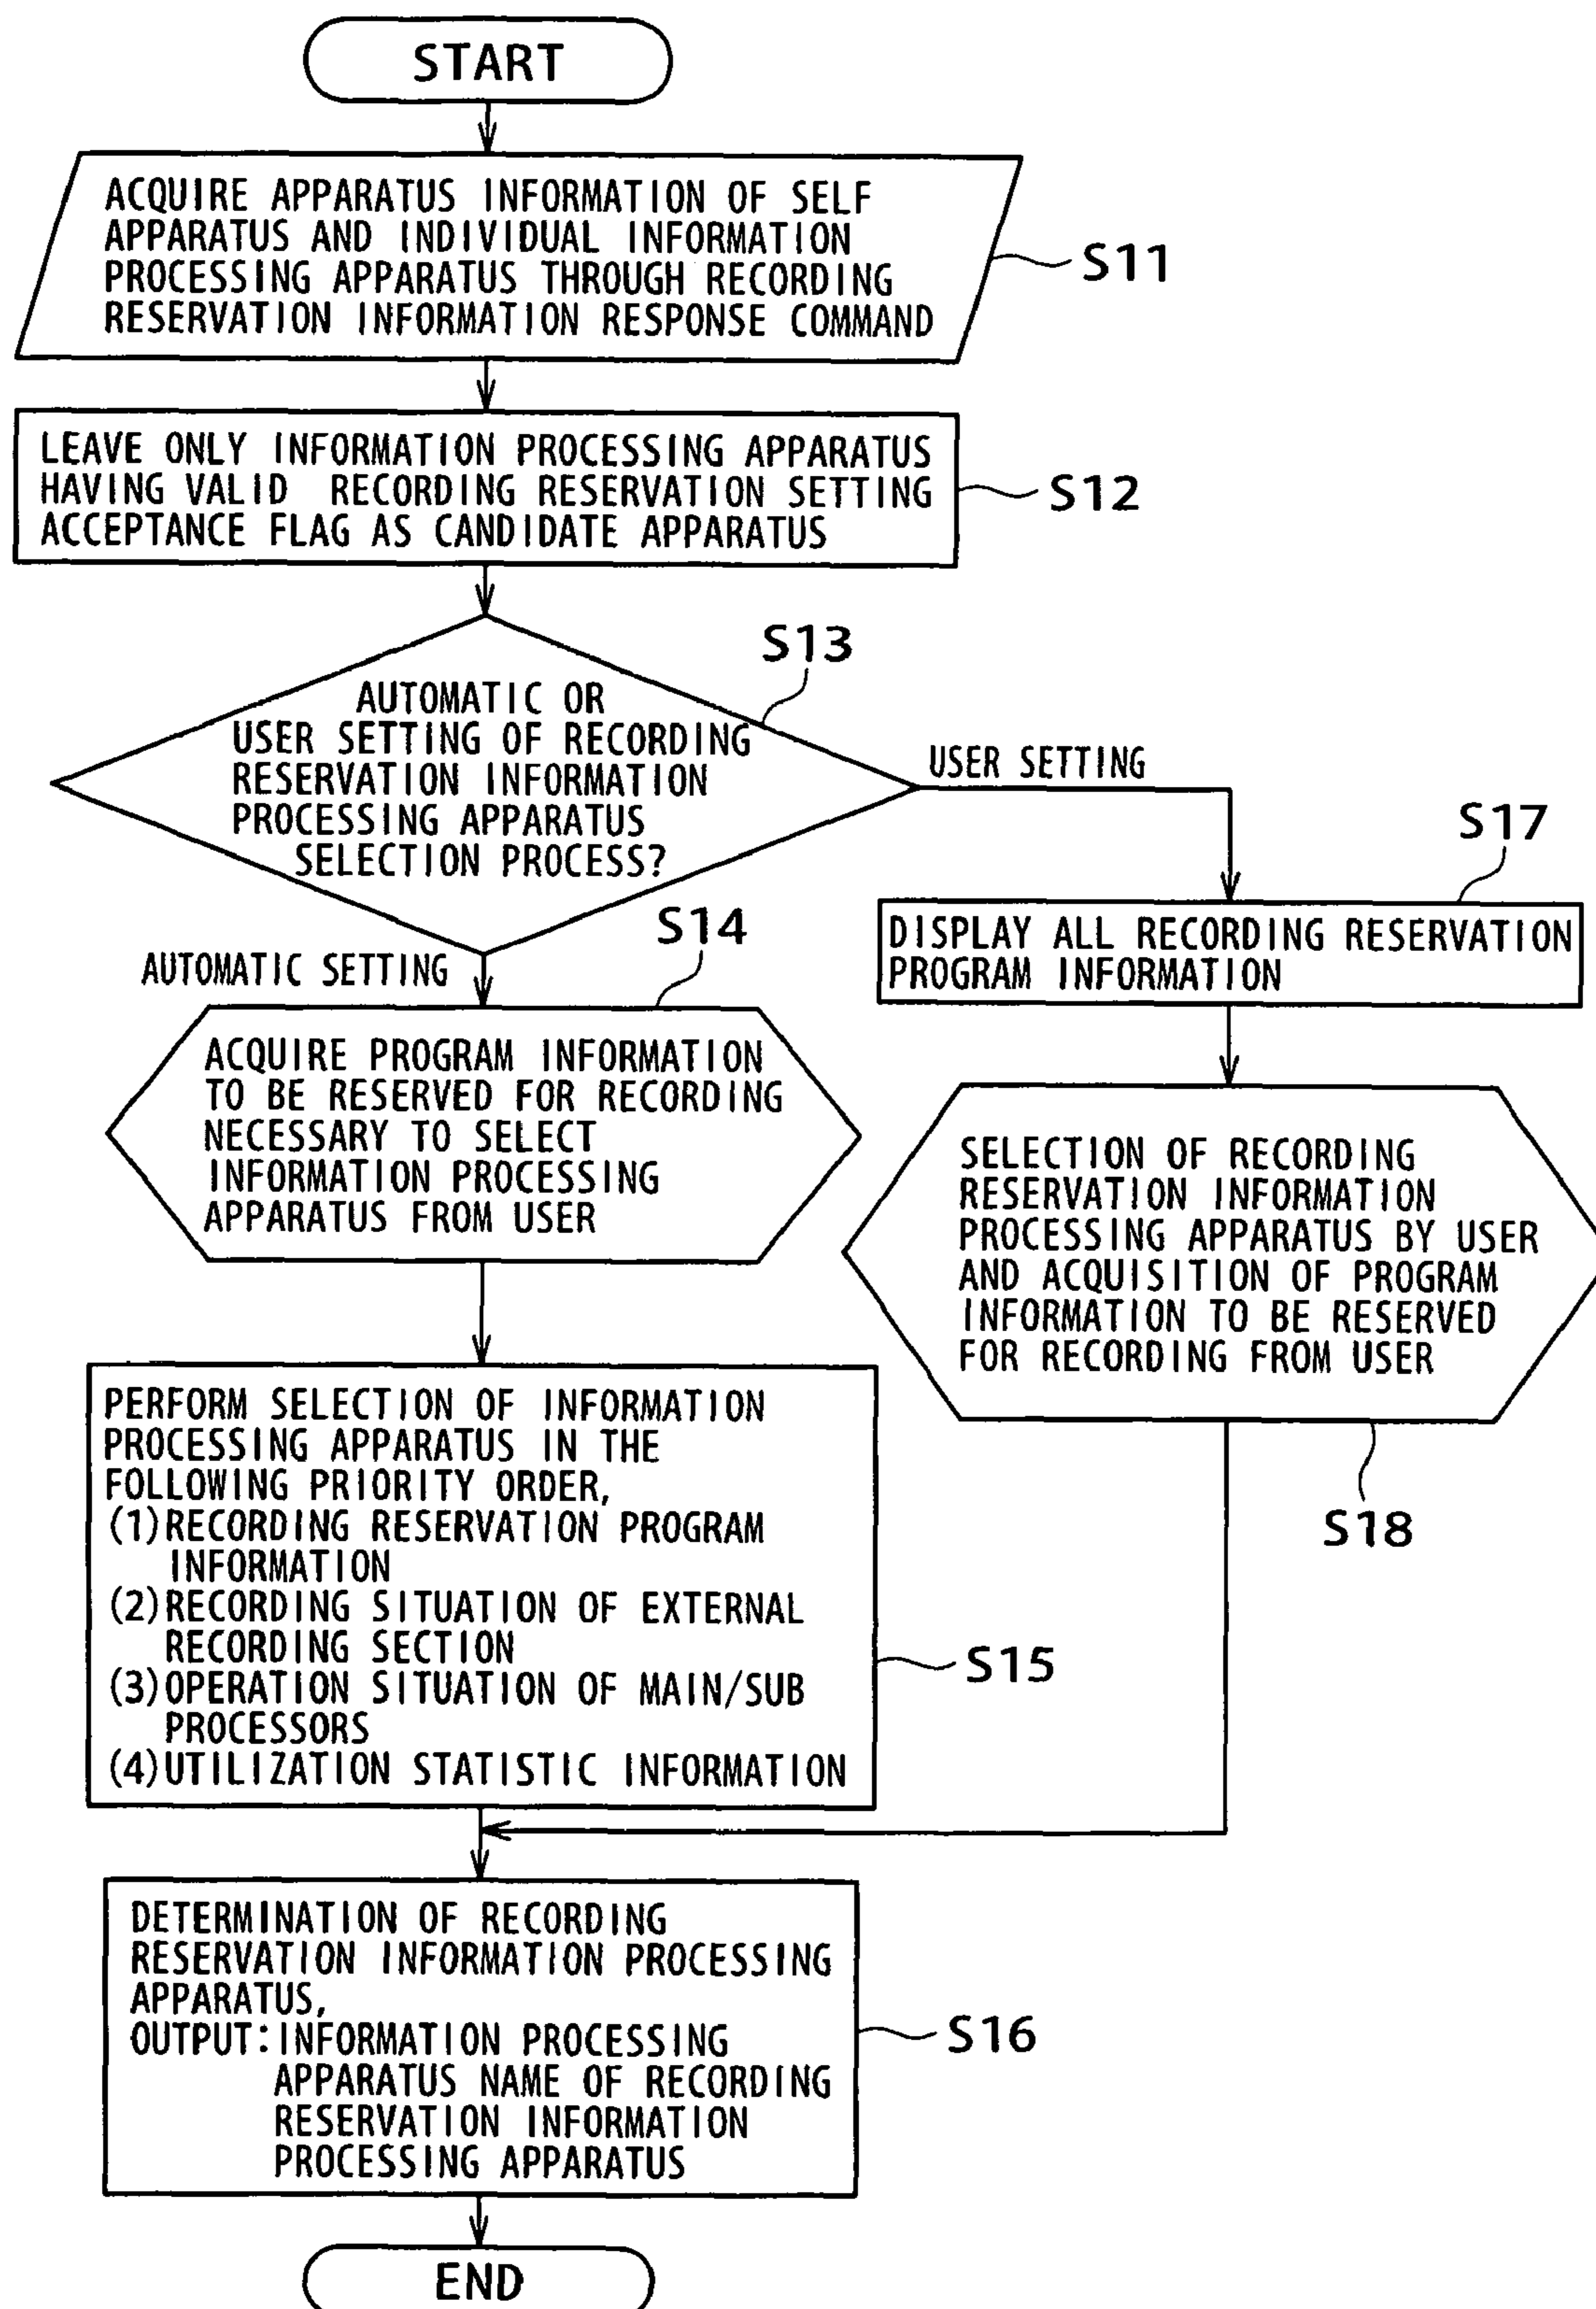 START
ACQUIRE APPARATUS INFORMATION OF SELF
APPARATUS AND INDIVIDUAL INFORMATION
PROCESSING APPARATUS THROUGH RECORDING
RESERVATION INFORMATION RESPONSE COMMAND
S11
LEAVE ONLY INFORMATION PROCESSING APPARATUS
HAVING VALID RECORDING RESERVATION SETTING
ACCEPTANCE FLAG AS CANDIDATE APPARATUS
S12
S13
AUTOMATIC OR
USER SETTING OF RECORDING
RESERVATION INFORMATION
PROCESSING APPARATUS
SELECTION PROCESS?
USER SETTING
AUTOMATIC SETTING
S14
ACQUIRE PROGRAM INFORMATION
TO BE RESERVED FOR RECORDING
NECESSARY TO SELECT
INFORMATION PROCESSING
APPARATUS FROM USER
S17
DISPLAY ALL RECORDING RESERVATION
PROGRAM INFORMATION
SELECTION OF RECORDING
RESERVATION INFORMATION
PROCESSING APPARATUS BY USER
AND ACQUISITION OF PROGRAM
INFORMATION TO BE RESERVED
FOR RECORDING FROM USER
S18
PERFORM SELECTION OF INFORMATION
PROCESSING APPARATUS IN THE
FOLLOWING PRIORITY ORDER,
(1)RECORDING RESERVATION PROGRAM
INFORMATION
(2)RECORDING SITUATION OF EXTERNAL
RECORDING SECTION
(3)OPERATION SITUATION OF MAIN/SUB
PROCESSORS
(4)UTILIZATION STATISTIC INFORMATION
S15
DETERMINATION OF RECORDING
RESERVATION INFORMATION PROCESSING
APPARATUS,
OUTPUT:INFORMATION PROCESSING
APPARATUS NAME OF RECORDING
RESERVATION INFORMATION
PROCESSING APPARATUS
S16
END